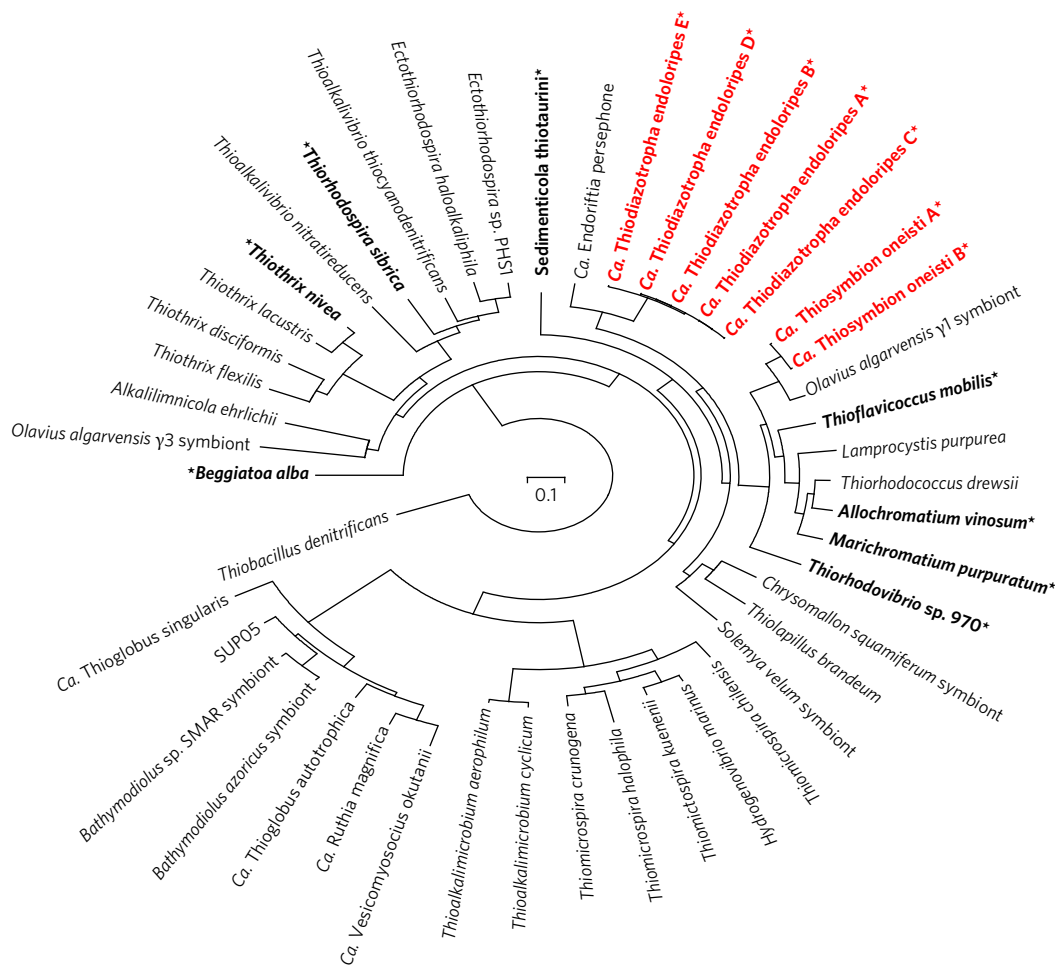 *Beggiatoa alba
Olavius algarvensis γ3 symbiont
Alkalilimnicola ehrlichii
Thiothrix flexilis
Thiothrix disciformis
Thiothrix lacustris
*Thiothrix nivea
Thioalkalivibrio nitratireducens
*Thiorhodospira sibrica
Thioalkalivibrio thiocyanodenitrificans
Ectothiorhodospira haloalkaliphila
Ectothiorhodospira sp. PHS1
Sedimenticola thiotaurini*
Ca. Endoriftia persephone
Ca. Thiodiazotropha endoloripes E*
Ca. Thiodiazotropha endoloripes D*
Ca. Thiodiazotropha endoloripes B*
Ca. Thiodiazotropha endoloripes A*
Ca. Thiodiazotropha endoloripes C*
Ca. Thiosymbion oneisti A*
Ca. Thiosymbion oneisti B*
Olavius algarvensis γ1 symbiont
Thioflavicoccus mobilis*
Lamprocystis purpurea
Thiorhodococcus drewsii
Allochromatium vinosum*
Marichromatium purpuratum*
Thiorhodovibrio sp. 970*
Chrysomallon squamiferum symbiont
Thiolapillus brandeum
Solemya velum symbiont
Thiomicrospira chilensis
Hydrogenovibrio marinus
Thiomictospira kuenenii
Thiomicrospira halophila
Thiomicrospira crunogena
Thioalkalimicrobium cyclicum
Thioalkalimicrobium aerophilum
Ca. Vesicomyosocius okutanii
Ca. Ruthia magnifica
Ca. Thioglobus autotrophica
Bathymodiolus azoricus symbiont
Bathymodiolus sp. SMAR symbiont
SUP05
Ca. Thioglobus singularis
Thiobacillus denitrificans
0.1